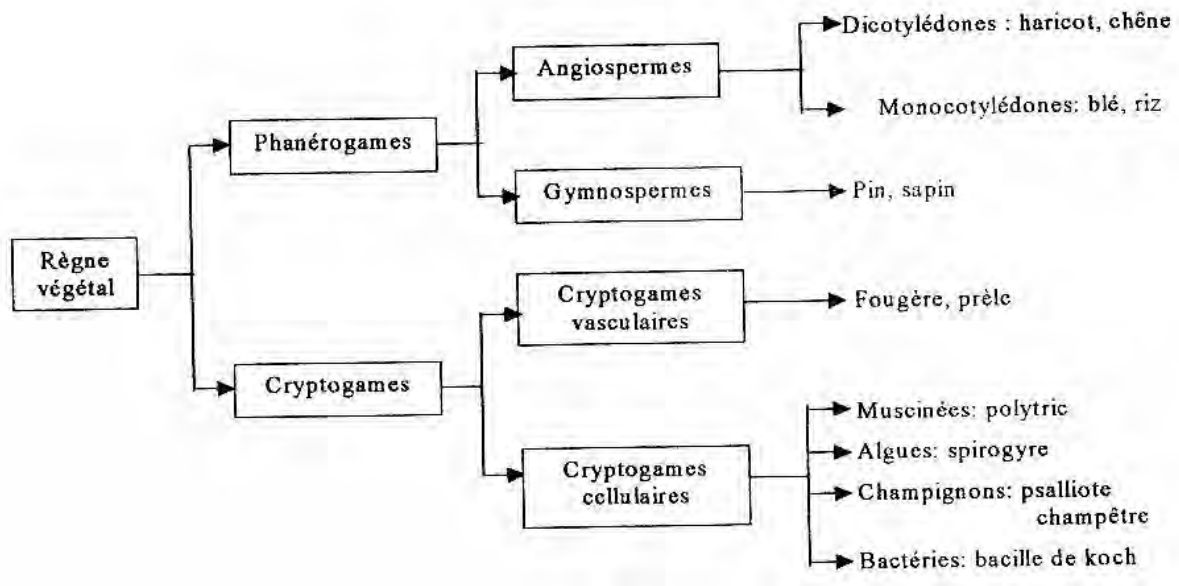 Dicotylédones : haricot, chêne
Angiospermes
Monocotylédones: blé, riz
Phanérogames
Gymnospermes
Pin, sapin
Règne
végétal
Cryptogames
vasculaires
Fougère, prèle
Cryptogames
Muscinées: polytric
Algues: spirogyre
Cryptogames
cellulaires
Champignons: psalliote
champêtre
Bactéries: bacille de koch